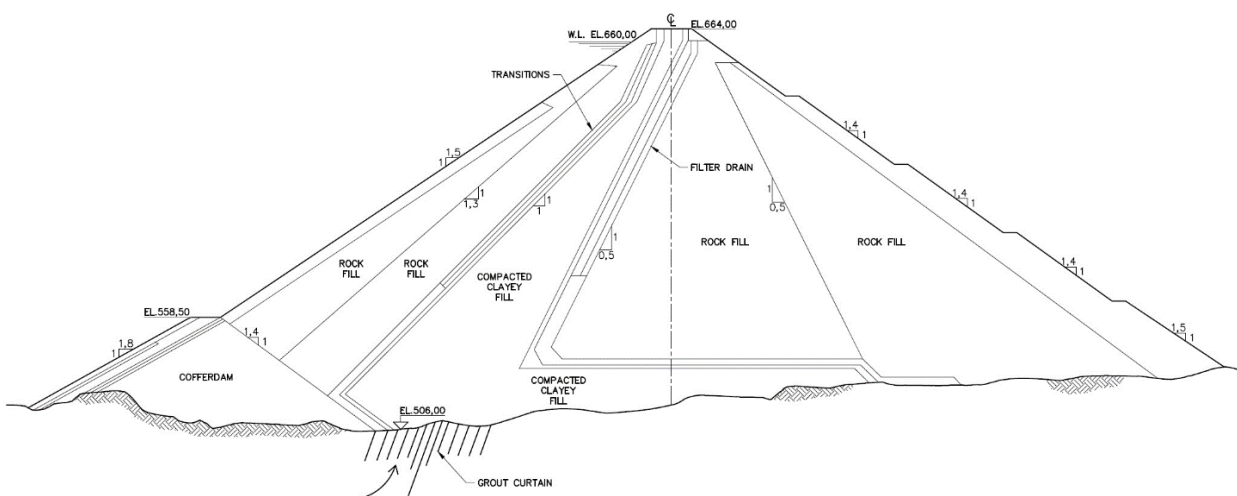 ℄
EL.664,00
W.L. EL.660,00
TRANSITIONS
1,4
1
1,5
1
FILTER DRAIN
1
1,3
1
1
1
0,5
1,4
1
1
0,5
ROCK FILL
ROCK FILL
ROCK
FILL
ROCK
FILL
COMPACTED
CLAYEY
FILL
1,4
1
EL.558,50
1,4
1
1,8
1
1,5
1
COFFERDAM
COMPACTED
CLAYEY
FILL
EL.506,00
GROUT CURTAIN